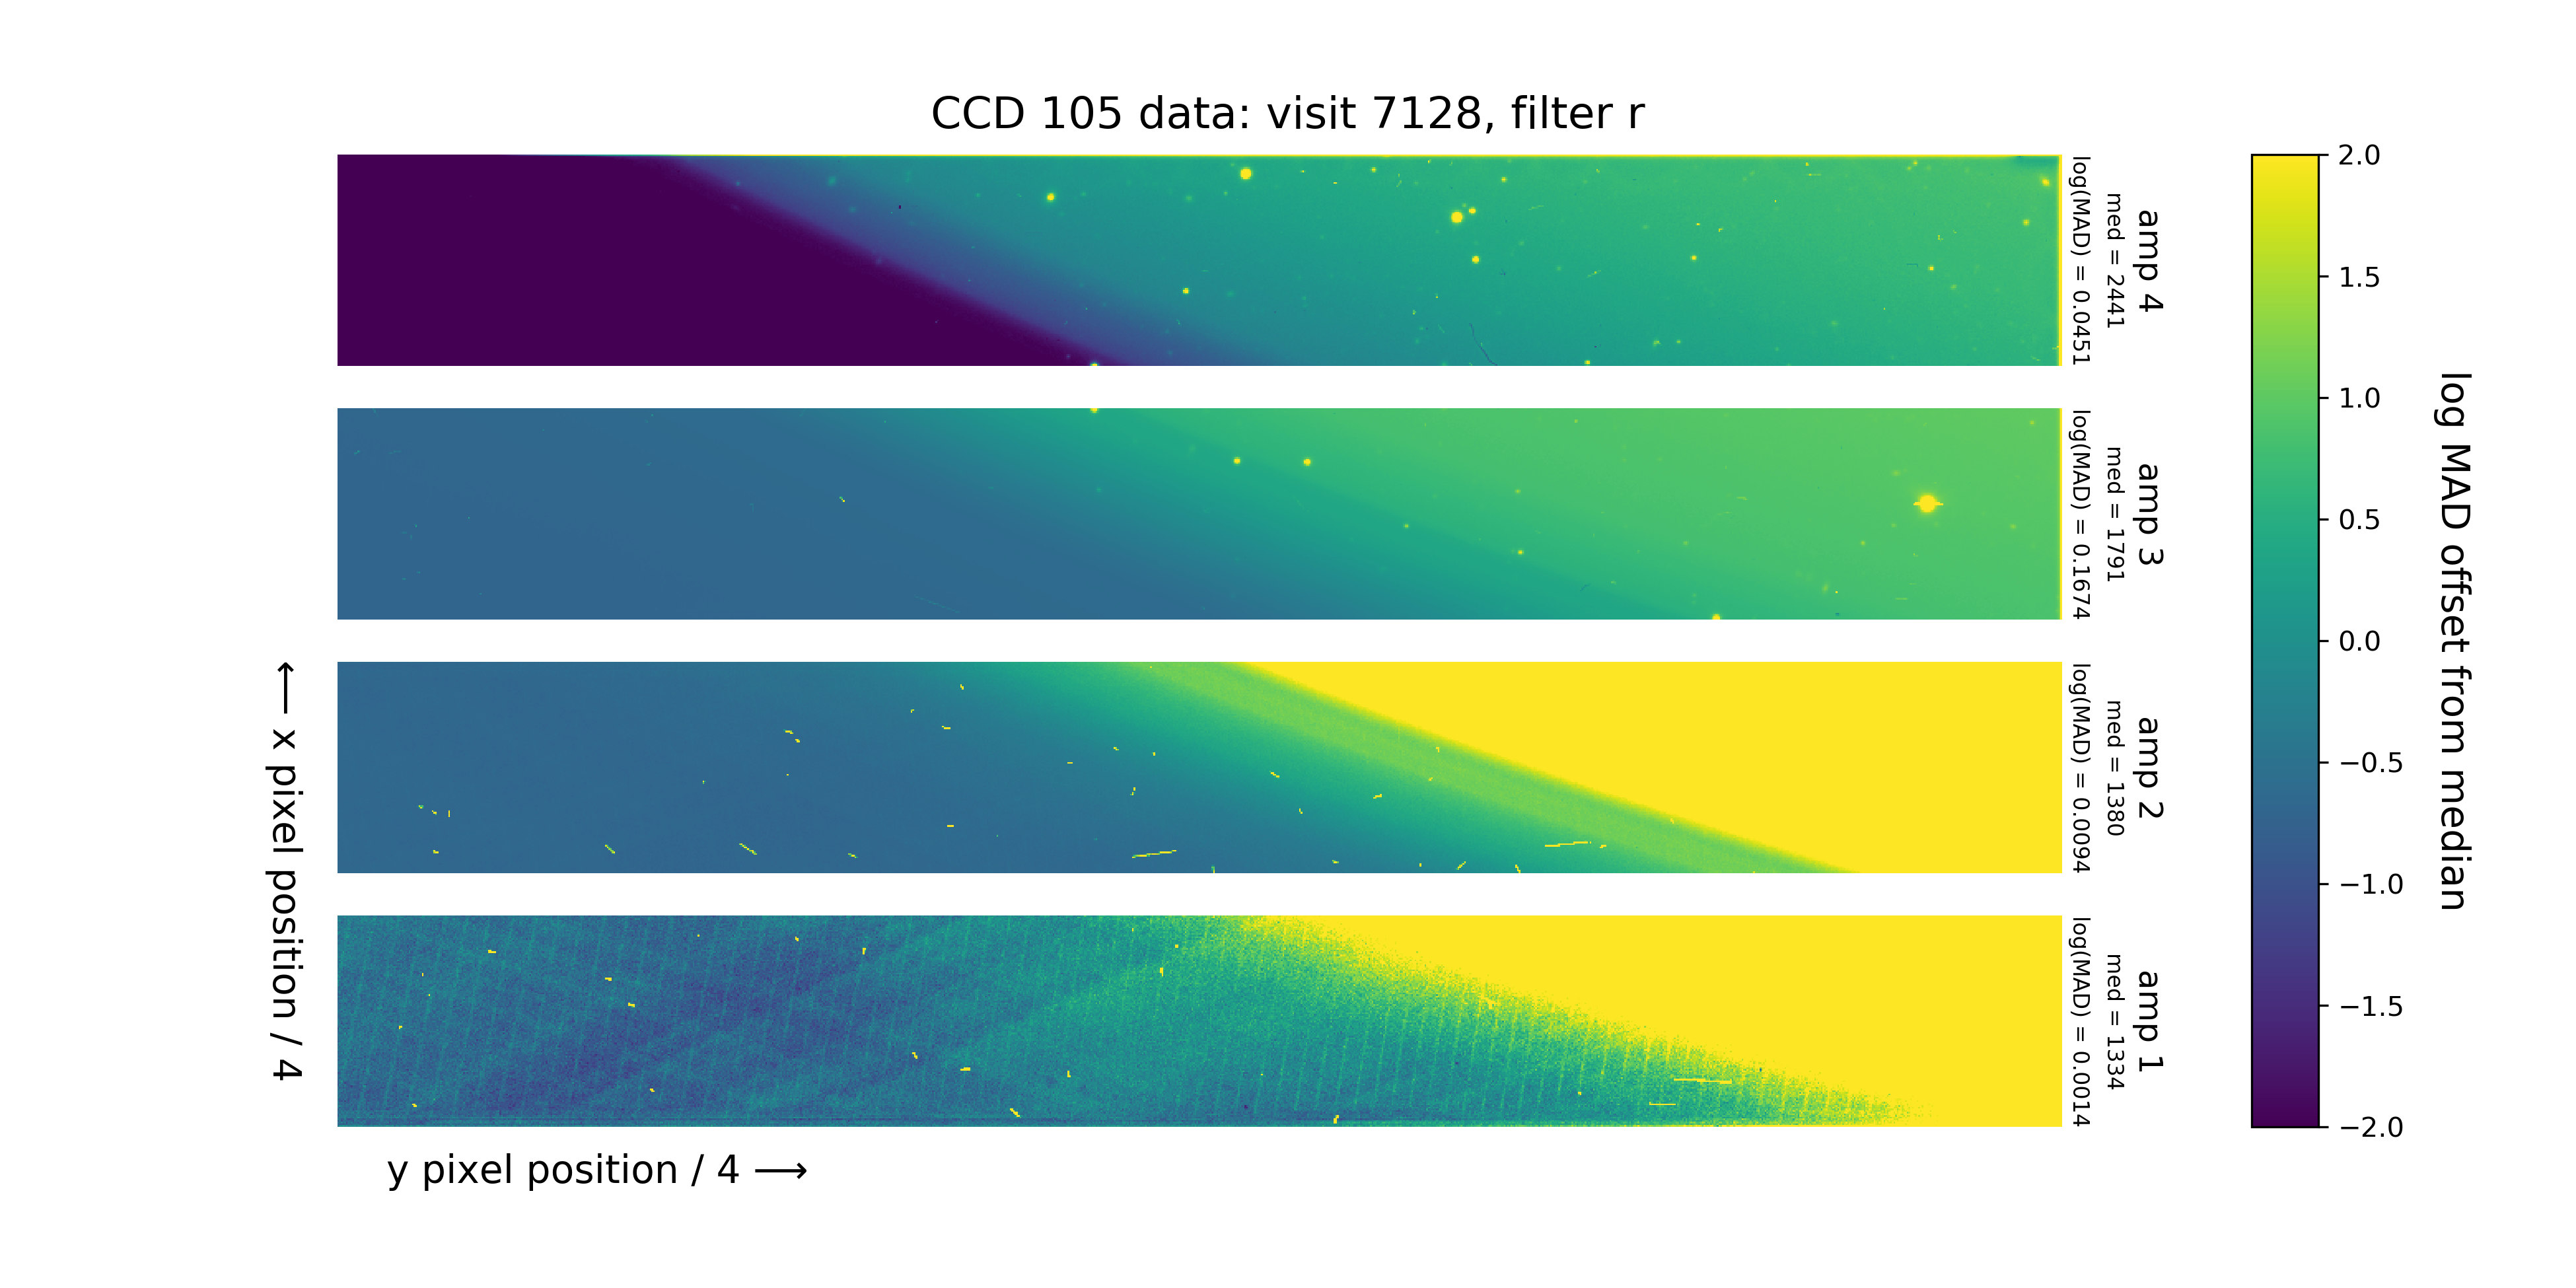 CCD 105 data: visit 7128, filter r
amp 4
med = 2441
log(MAD) = 0.0451
amp 3
med = 1791
log(MAD) = 0.1674
amp 2
med = 1380
log(MAD) = 0.0094
amp 1
med = 1334
log(MAD) = 0.0014
⟵ x pixel position / 4
y pixel position / 4 ⟶
2.0
1.5
1.0
0.5
0.0
−0.5
−1.0
−1.5
−2.0
log MAD offset from median